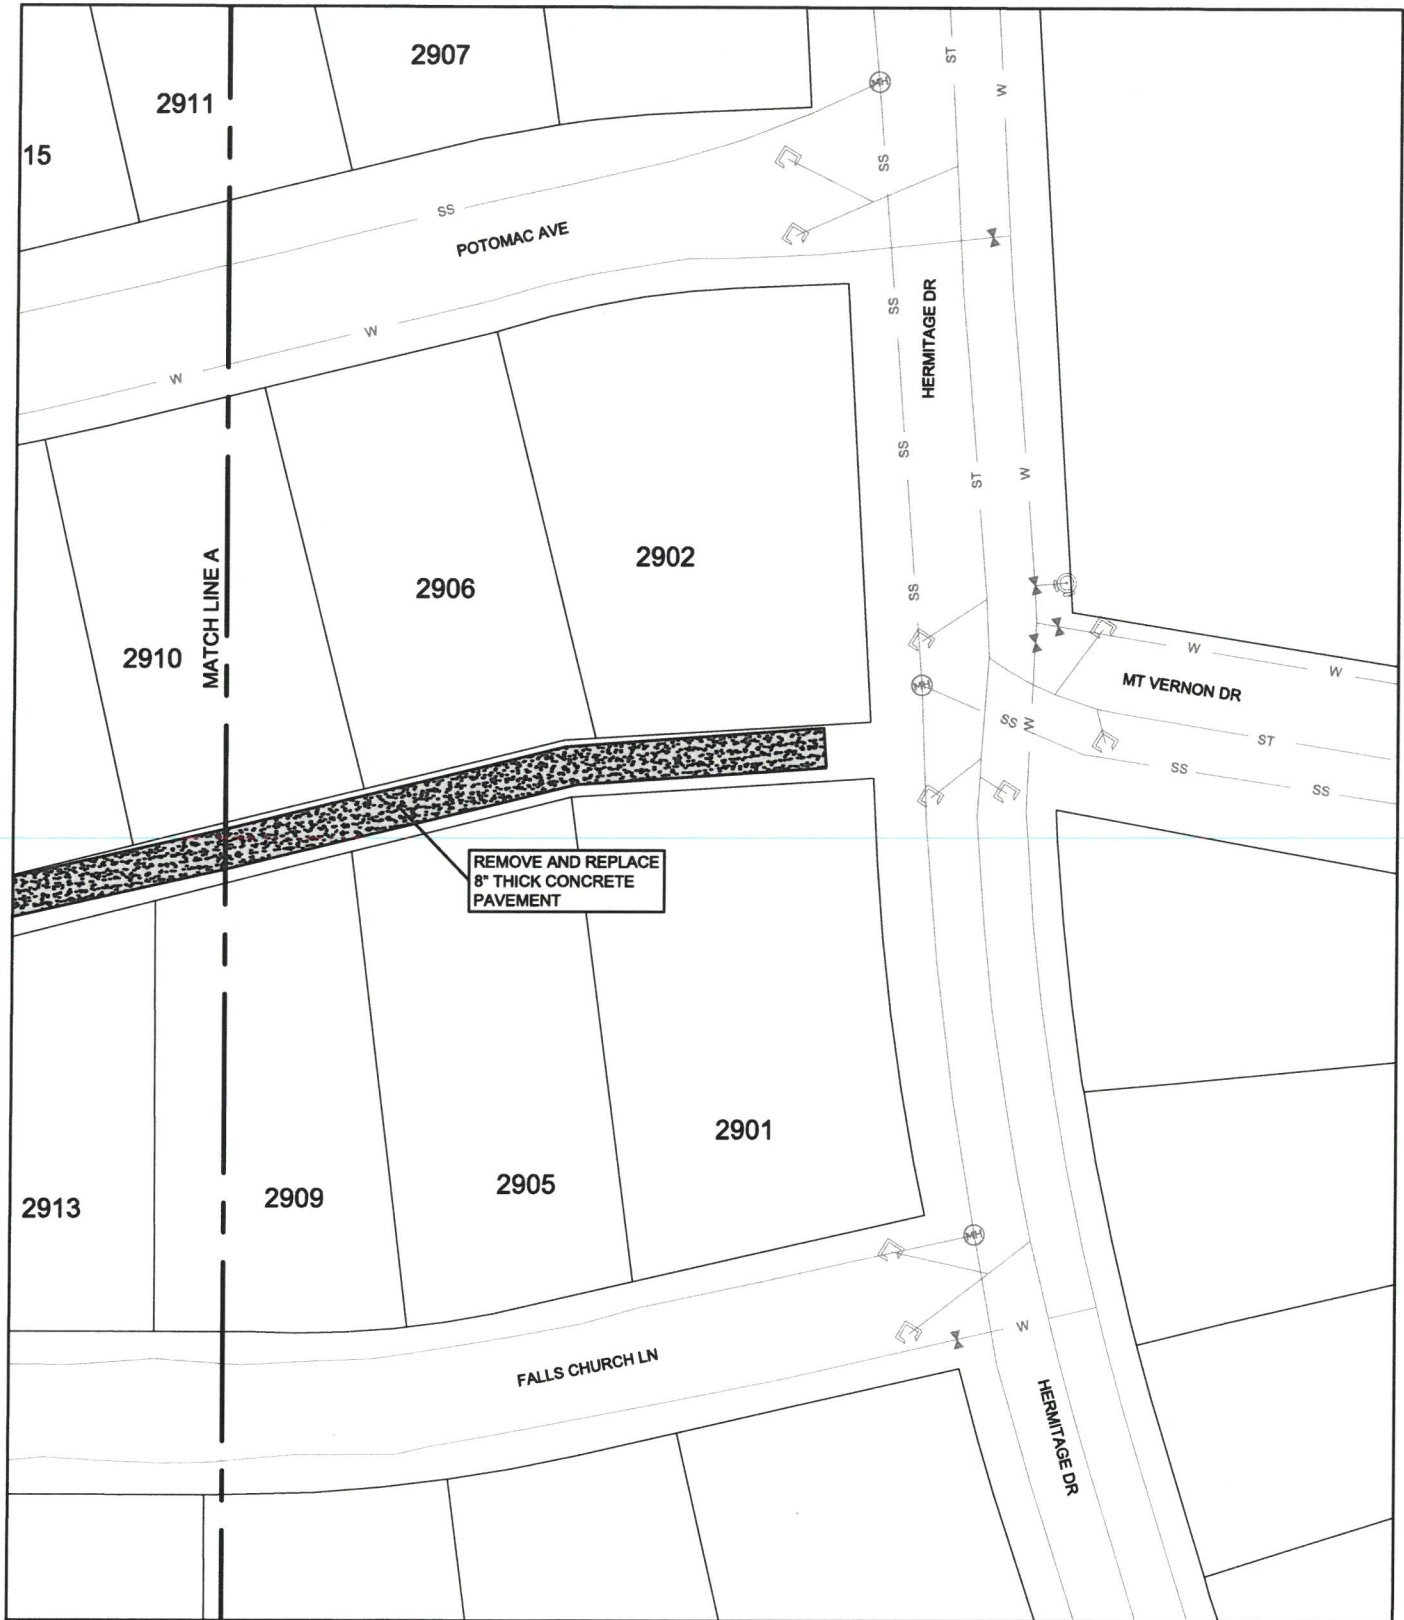 2907
2911
15
ST
W
MH
SS
SS
POTOMAC AVE
SS
W
W
HERMITAGE DR
SS
ST
W
2902
2906
SS
MATCH LINE A
2910
MH
W
W
MT VERNON DR
SS
W
ST
SS
SS
REMOVE AND REPLACE
8" THICK CONCRETE
PAVEMENT
2901
2905
2909
2913
MH
W
FALLS CHURCH LN
HERMITAGE DR